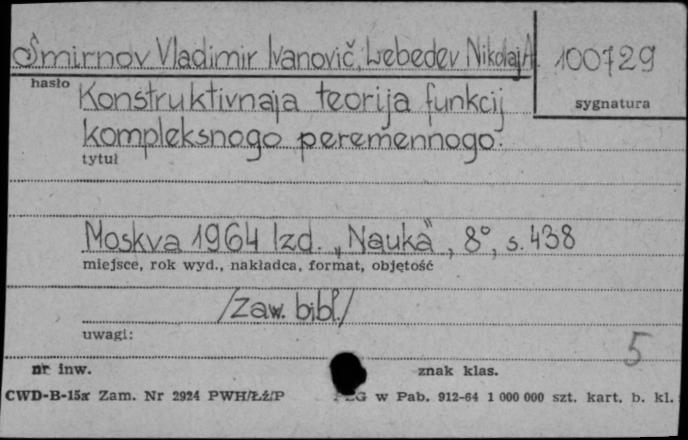 Smirnov Vladimir Ivanovič, Lebedev Nikolaj A.
100729
hasło
sygnatura
Konstruktivnaja teorija funkcij
kompleksnogo peremennogo.
tytuł
Moskva 1964 Izd. „Nauka", 8°, s. 438
miejsce, rok wyd., nakładca, format, objętość
/Zaw. bibl./
uwagi:
5
nr inw.
znak klas.
CWD-B-15x Zam. Nr 2924 PWH/ŁŻ/P
w Pab. 912-64 1 000 000 szt. kart. b. kl.